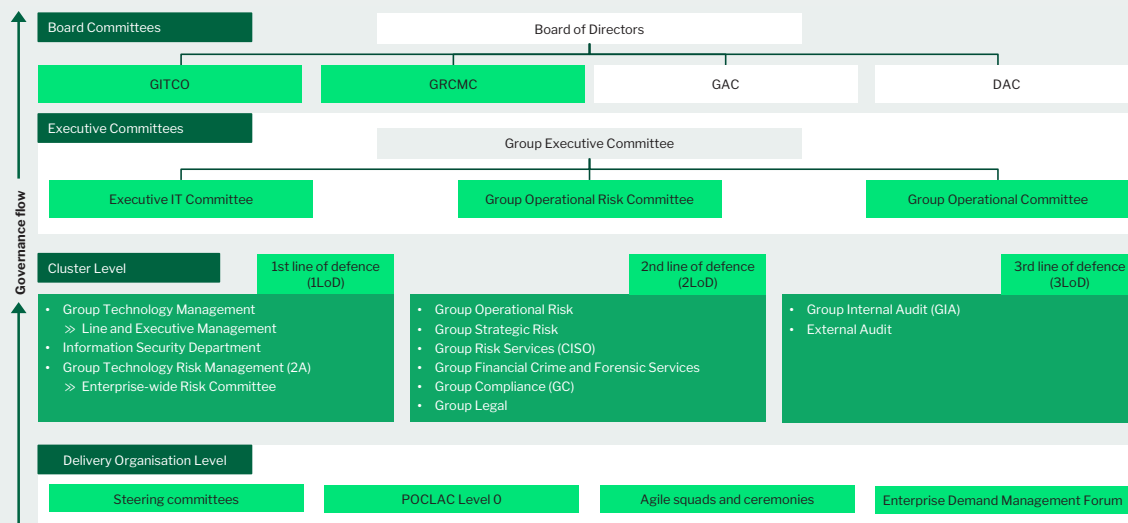 Board Committees
Board of Directors
GITCO
GRCMC
GAC
DAC
Executive Committees
Group Executive Committee
Executive IT Committee
Group Operational Risk Committee
Group Operational Committee
Governance flow
Cluster Level
1st line of defence
(1LoD)
• Group Technology Management
» Line and Executive Management
• Information Security Department
• Group Technology Risk Management (2A)
» Enterprise-wide Risk Committee
2nd line of defence
(2LoD)
• Group Operational Risk
• Group Strategic Risk
• Group Risk Services (CISO)
• Group Financial Crime and Forensic Services
• Group Compliance (GC)
• Group Legal
3rd line of defence
(3LoD)
• Group Internal Audit (GIA)
• External Audit
Delivery Organisation Level
Steering committees
POCLAC Level 0
Agile squads and ceremonies
Enterprise Demand Management Forum